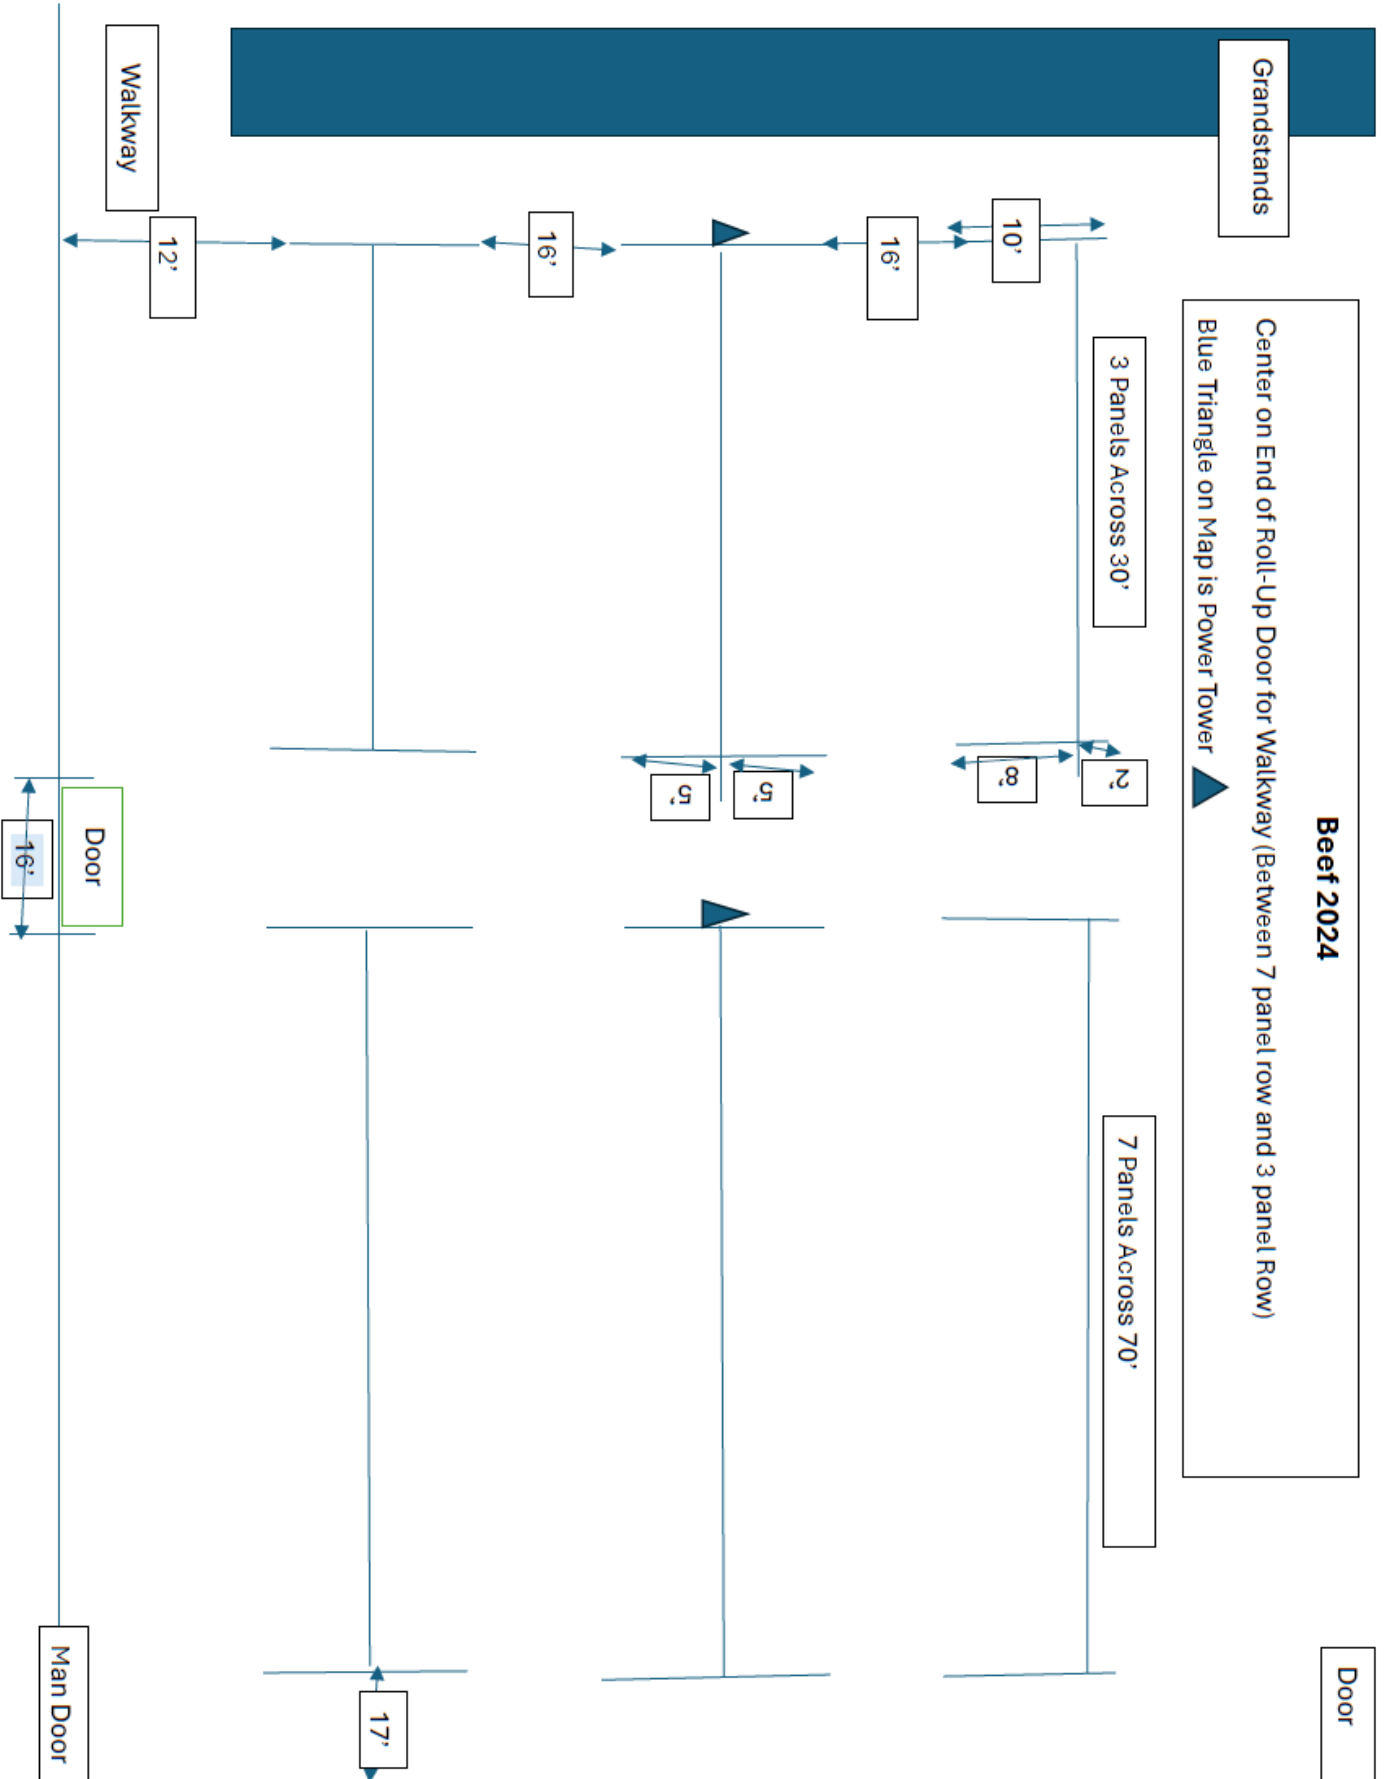 Beef 2024
Door
Grandstands
Center on End of Roll-Up Door for Walkway (Between 7 panel row and 3 panel Row)
Blue Triangle on Map is Power Tower
3 Panels Across 30’
7 Panels Across 70’
2’
10’
8’
16’
5’
5’
16’
17’
12’
Walkway
Door
Man Door
16’